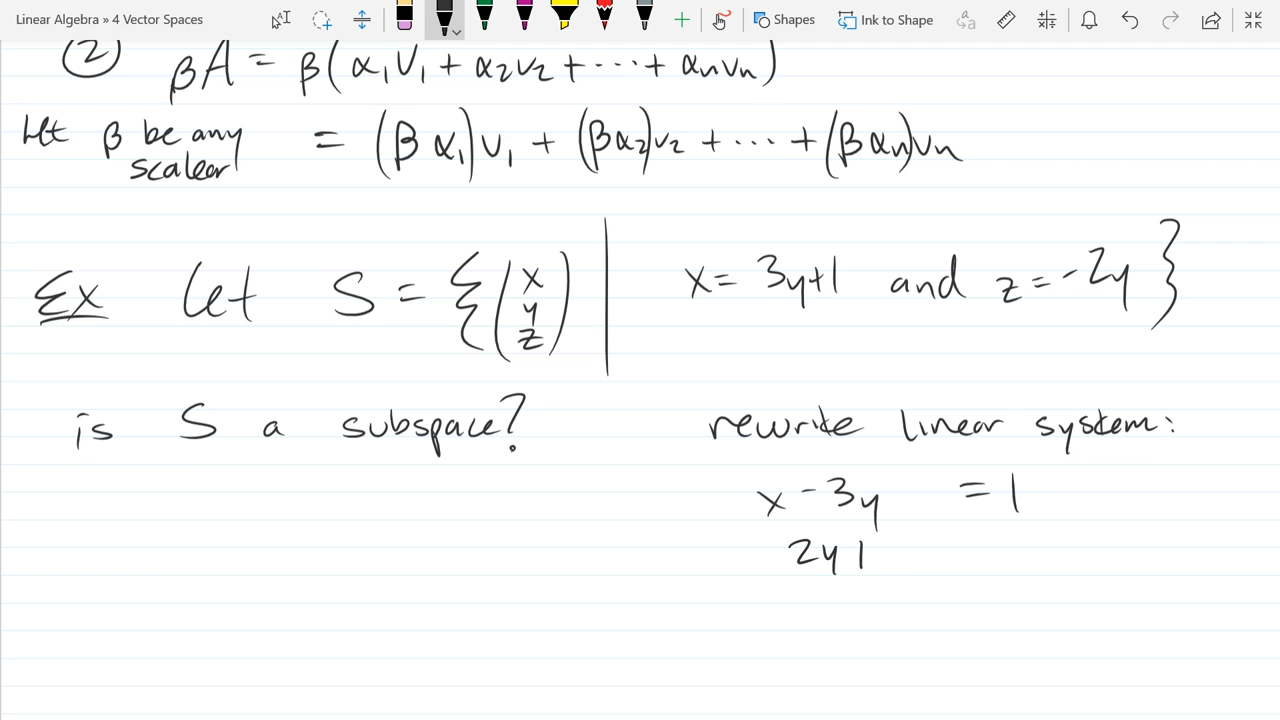 Linear Algebra » 4 Vector Spaces
Shapes
Ink to Shape
② βA = β(α₁v₁ + α₂v₂ + ··· + αₙvₙ)
let β be any
scalar
= (βα₁)v₁ + (βα₂)v₂ + ··· + (βαₙ)vₙ
Ex Let S = {(x y z) | x = 3y+1 and z = -2y}
is S a subspace?
rewrite linear system:
x - 3y = 1
2y |